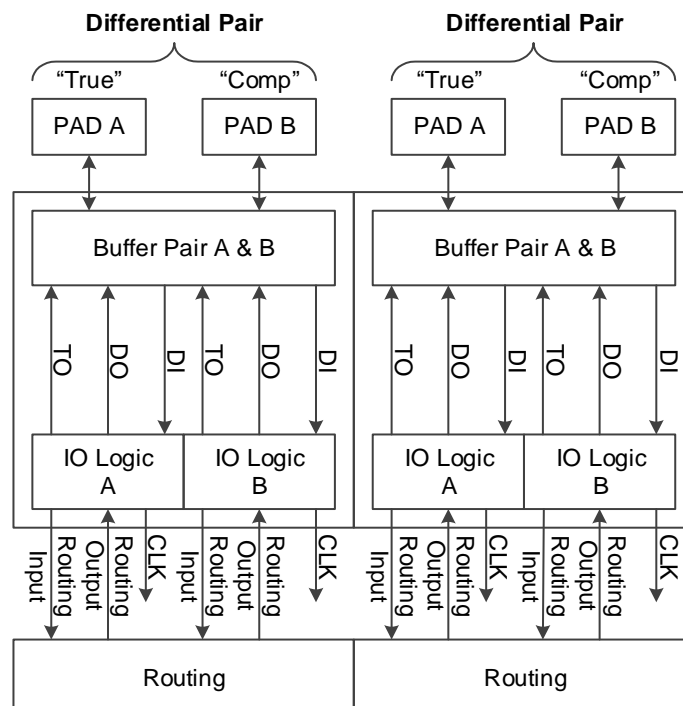 Differential Pair
Differential Pair
“True”
“Comp”
“True”
“Comp”
PAD A
PAD B
PAD A
PAD B
Buffer Pair A & B
Buffer Pair A & B
TO
DO
DI
TO
DO
DI
TO
DO
DI
TO
DO
DI
IO Logic
A
IO Logic
B
IO Logic
A
IO Logic
B
Routing
Input
Routing
Output
CLK
Routing
Input
Routing
Output
CLK
Routing
Input
Routing
Output
CLK
Routing
Input
Routing
Output
CLK
Routing
Routing